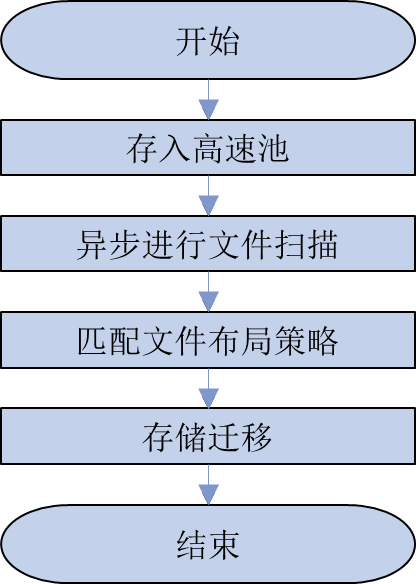 开始
存入高速池
异步进行文件扫描
匹配文件布局策略
存储迁移
结束